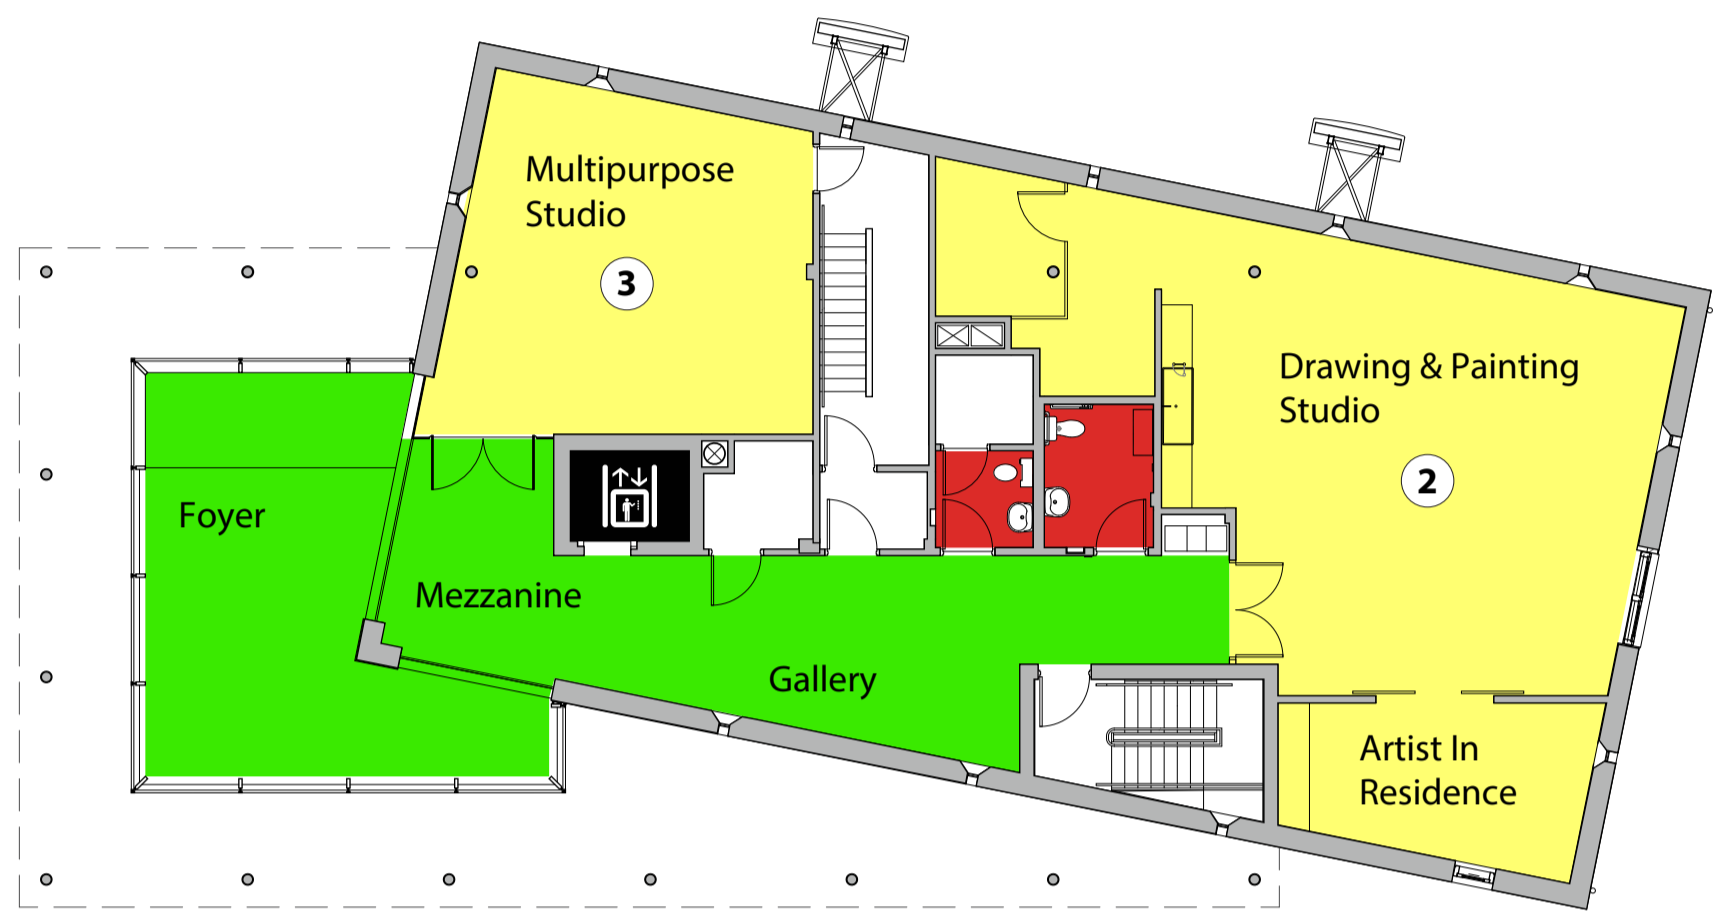 Multipurpose
Studio
3
Drawing & Painting
Studio
2
Foyer
Mezzanine
Gallery
Artist In
Residence